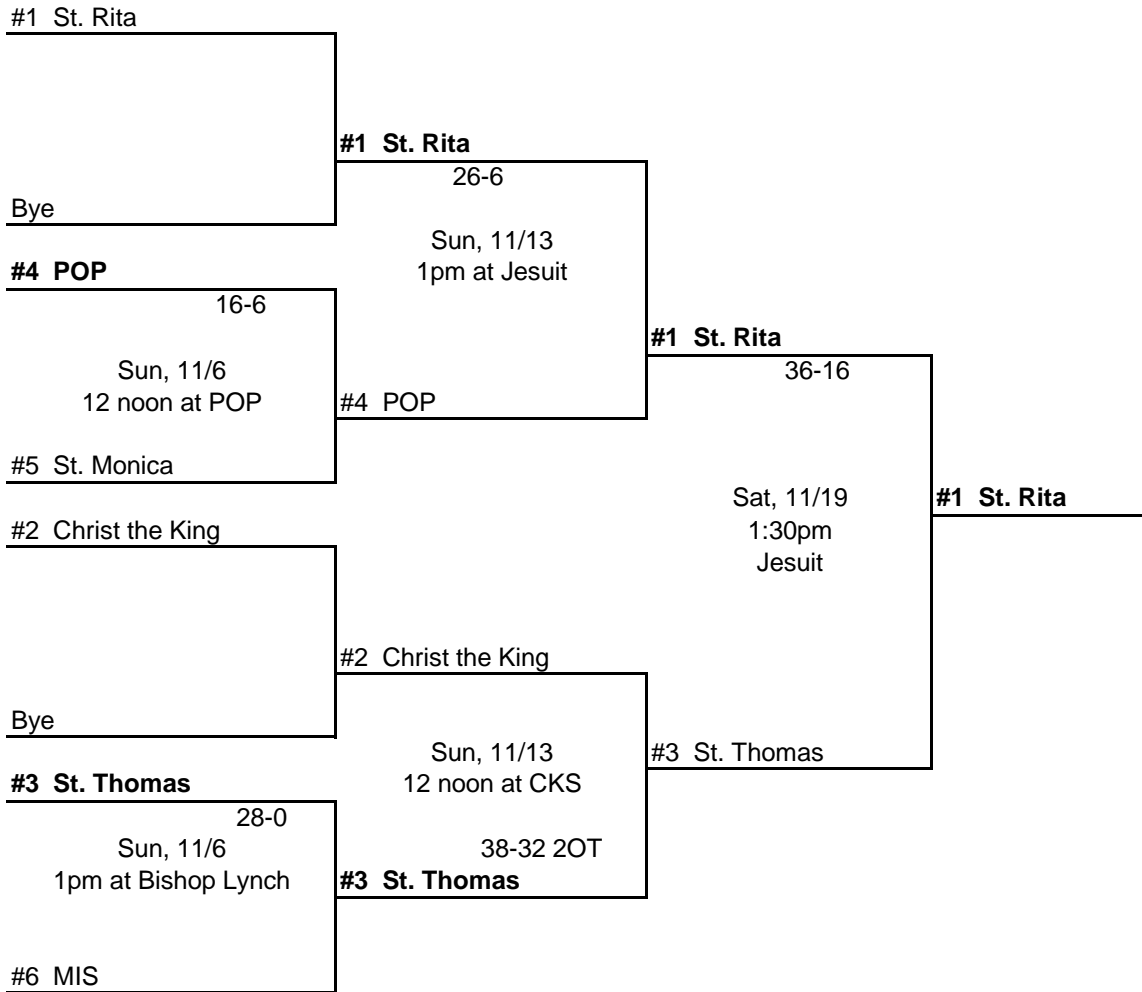 #1 St. Rita
#1 St. Rita
26-6
Bye
Sun, 11/13
1pm at Jesuit
#4 POP
16-6
#1 St. Rita
36-16
Sun, 11/6
12 noon at POP
#4 POP
#5 St. Monica
Sat, 11/19
1:30pm
Jesuit
#1 St. Rita
#2 Christ the King
#2 Christ the King
Bye
Sun, 11/13
12 noon at CKS
#3 St. Thomas
#3 St. Thomas
28-0
Sun, 11/6
1pm at Bishop Lynch
38-32 2OT
#3 St. Thomas
#6 MIS